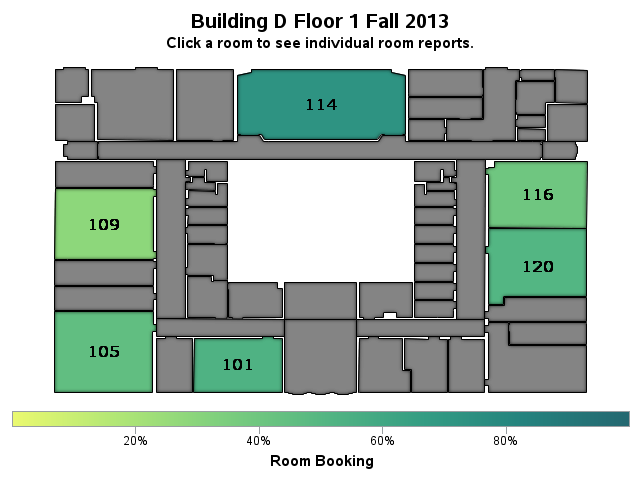 Building D Floor 1 Fall 2013
Click a room to see individual room reports.
114
116
109
120
105
101
20% 40% 60% 80%
Room Booking